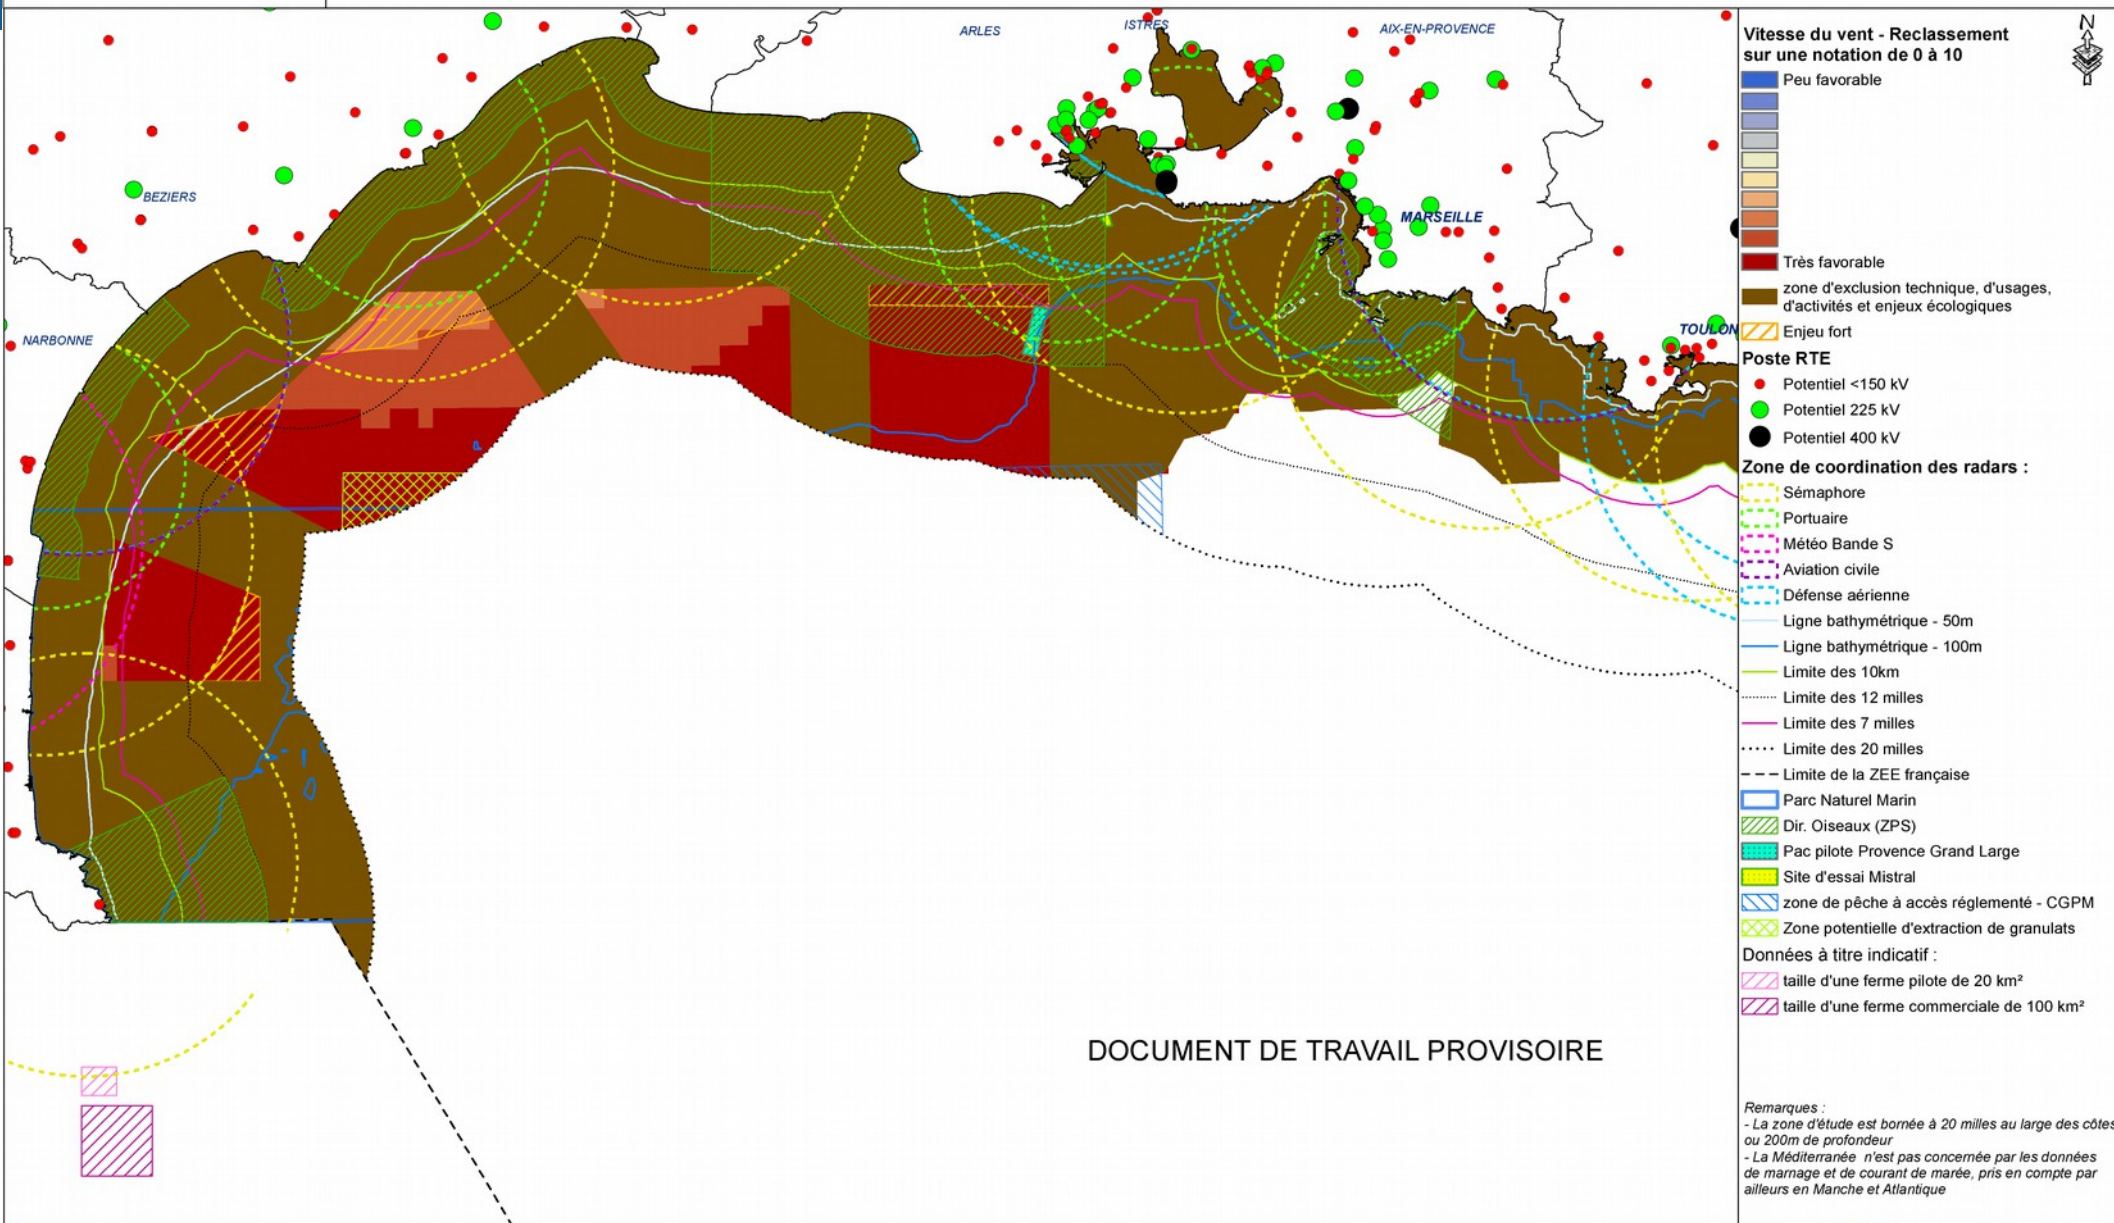 ARLES
ISTRES
AIX-EN-PROVENCE
BEZIERS
MARSEILLE
NARBONNE
TOULON
DOCUMENT DE TRAVAIL PROVISOIRE
N
Vitesse du vent - Reclassement
sur une notation de 0 à 10
Peu favorable
Très favorable
zone d'exclusion technique, d'usages,
d'activités et enjeux écologiques
Enjeu fort
Poste RTE
Potentiel <150 kV
Potentiel 225 kV
Potentiel 400 kV
Zone de coordination des radars :
Sémaphore
Portuaire
Météo Bande S
Aviation civile
Défense aérienne
Ligne bathymétrique - 50m
Ligne bathymétrique - 100m
Limite des 10km
Limite des 12 milles
Limite des 7 milles
Limite des 20 milles
Limite de la ZEE française
Parc Naturel Marin
Dir. Oiseaux (ZPS)
Pac pilote Provence Grand Large
Site d'essai Mistral
zone de pêche à accès réglementé - CGPM
Zone potentielle d'extraction de granulats
Données à titre indicatif :
taille d'une ferme pilote de 20 km²
taille d'une ferme commerciale de 100 km²
Remarques :
- La zone d'étude est bornée à 20 milles au large des côtes
ou 200m de profondeur
- La Méditerranée n'est pas concernée par les données
de marnage et de courant de marée, pris en compte par
ailleurs en Manche et Atlantique